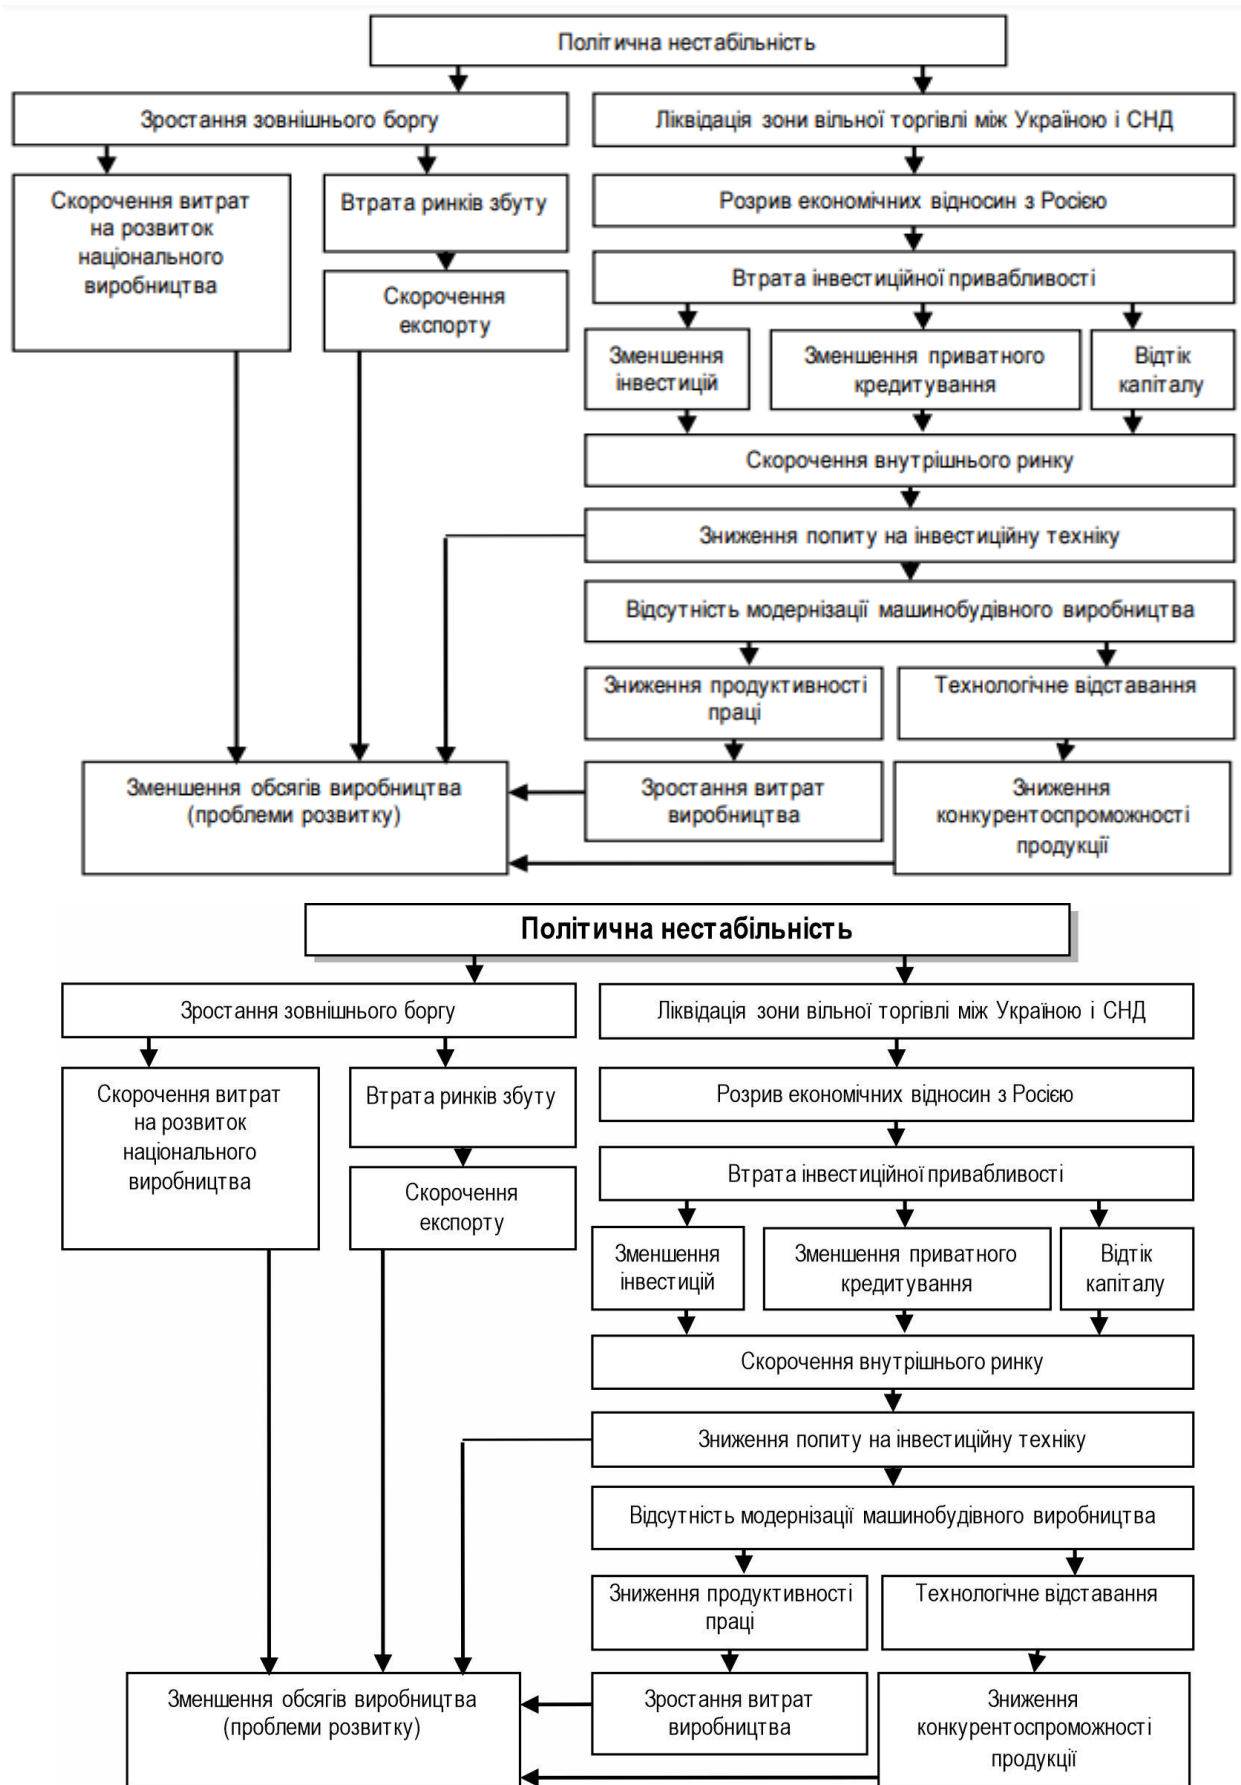 Політична нестабільність
Зростання зовнішнього боргу
Ліквідація зони вільної торгівлі між Україною і СНД
Скорочення витрат
на розвиток
національного
виробництва
Втрата ринків збуту
Розрив економічних відносин з Росією
Скорочення
експорту
Втрата інвестиційної привабливості
Зменшення
інвестицій
Зменшення приватного
кредитування
Відтік
капіталу
Скорочення внутрішнього ринку
Зниження попиту на інвестиційну техніку
Відсутність модернізації машинобудівного виробництва
Зниження продуктивності
праці
Технологічне відставання
Зменшення обсягів виробництва
(проблеми розвитку)
Зростання витрат
виробництва
Зниження
конкурентоспроможності
продукції
Політична нестабільність
Зростання зовнішнього боргу
Ліквідація зони вільної торгівлі між Україною і СНД
Скорочення витрат
на розвиток
національного
виробництва
Втрата ринків збуту
Розрив економічних відносин з Росією
Скорочення
експорту
Втрата інвестиційної привабливості
Зменшення
інвестицій
Зменшення приватного
кредитування
Відтік
капіталу
Скорочення внутрішнього ринку
Зниження попиту на інвестиційну техніку
Відсутність модернізації машинобудівного виробництва
Зниження продуктивності
праці
Технологічне відставання
Зменшення обсягів виробництва
(проблеми розвитку)
Зростання витрат
виробництва
Зниження
конкурентоспроможності
продукції